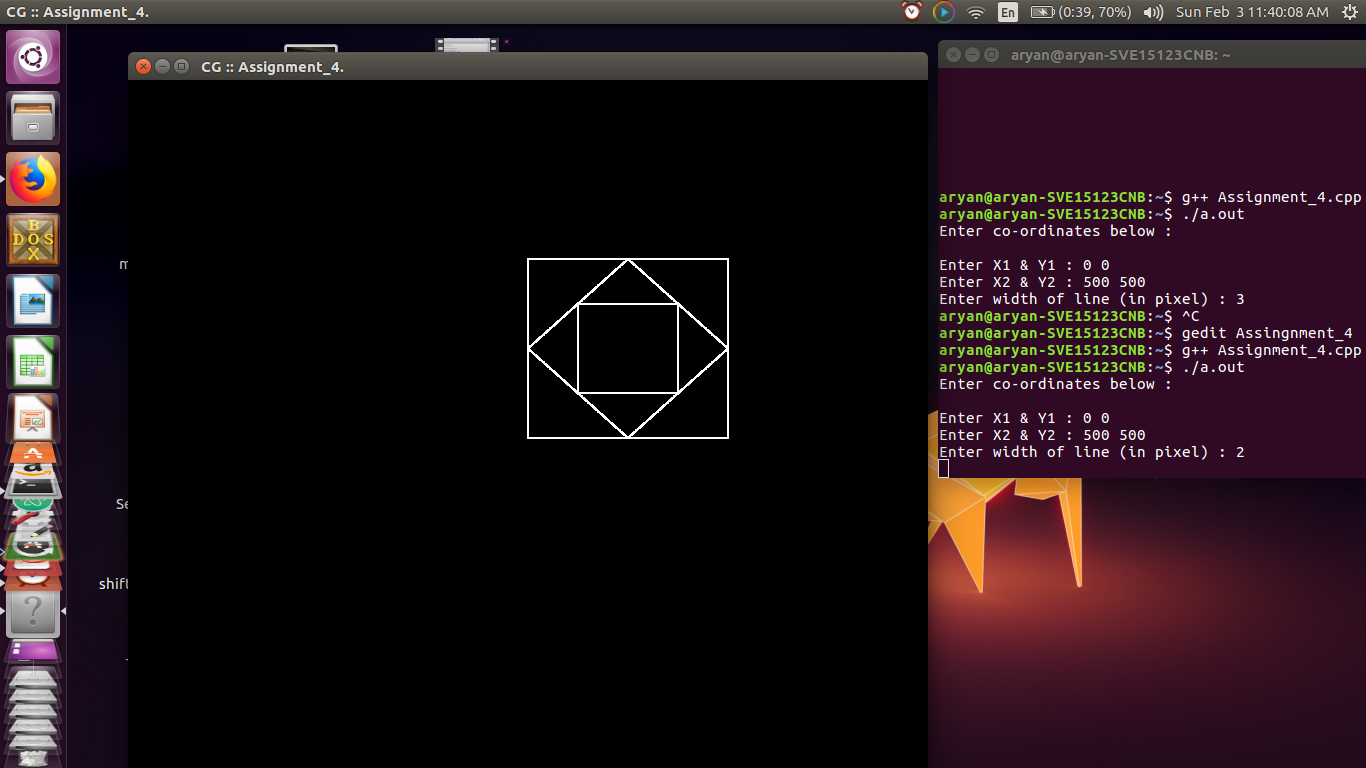 CG :: Assignment_4.
En
(0:39, 70%)
Sun Feb 3 11:40:08 AM
CG :: Assignment_4.
aryan@aryan-SVE15123CNB: ~
DOS
BOX
m
Se
shift
aryan@aryan-SVE15123CNB:~$ g++ Assignment_4.cpp
aryan@aryan-SVE15123CNB:~$ ./a.out
Enter co-ordinates below :
Enter X1 & Y1 : 0 0
Enter X2 & Y2 : 500 500
Enter width of line (in pixel) : 3
aryan@aryan-SVE15123CNB:~$ ^C
aryan@aryan-SVE15123CNB:~$ gedit Assingnment_4
aryan@aryan-SVE15123CNB:~$ g++ Assignment_4.cpp
aryan@aryan-SVE15123CNB:~$ ./a.out
Enter co-ordinates below :
Enter X1 & Y1 : 0 0
Enter X2 & Y2 : 500 500
Enter width of line (in pixel) : 2